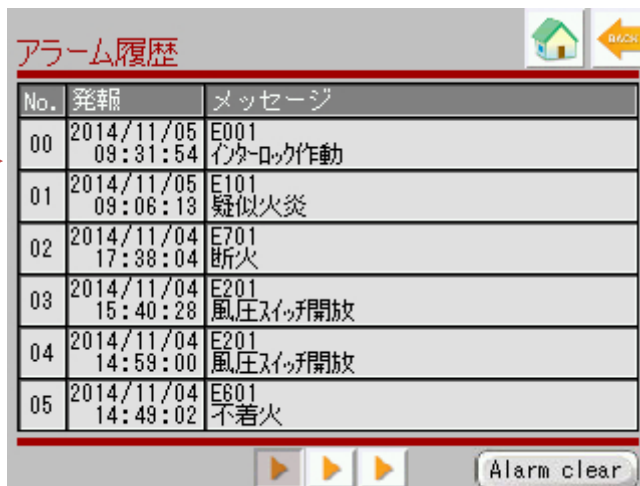 アラーム履歴
BACK
No. 発報 メッセージ
00 2014/11/05 09:31:54 E001 インターロック作動
01 2014/11/05 09:06:13 E101 疑似火炎
02 2014/11/04 17:38:04 E701 断火
03 2014/11/04 15:40:28 E201 風圧スイッチ開放
04 2014/11/04 14:59:00 E201 風圧スイッチ開放
05 2014/11/04 14:49:02 E601 不着火
Alarm clear